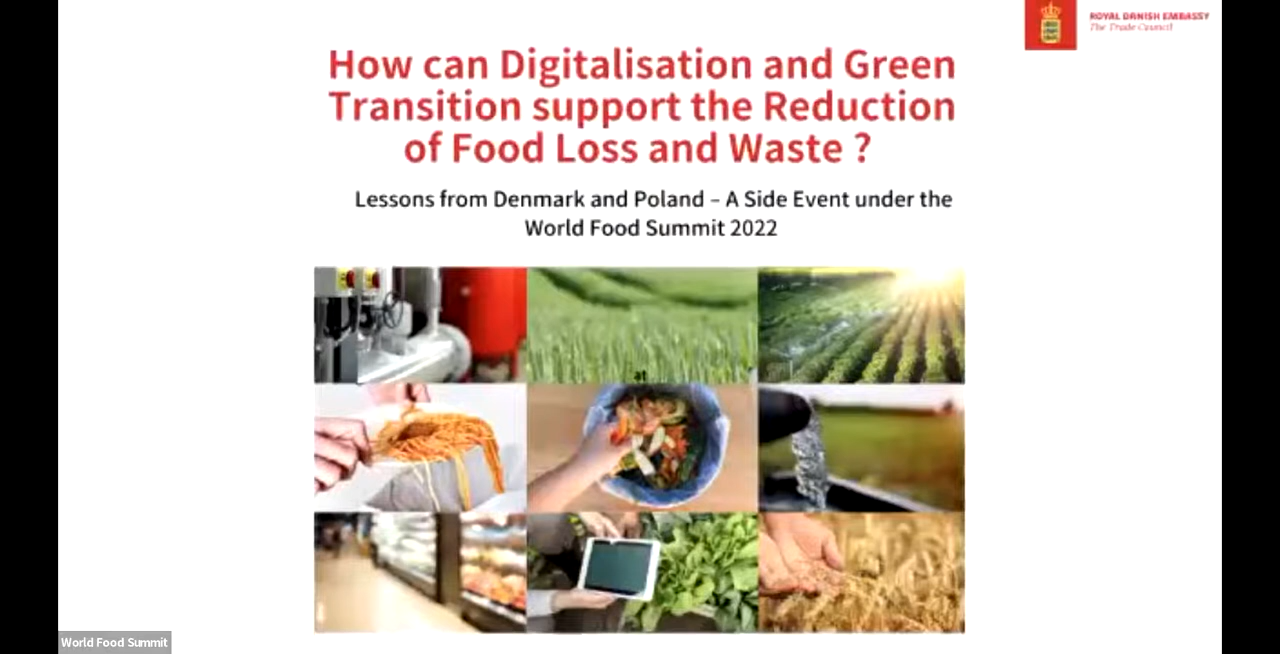 ROYAL DANISH EMBASSY
The Trade Council
How can Digitalisation and Green
Transition support the Reduction
of Food Loss and Waste ?
Lessons from Denmark and Poland – A Side Event under the
World Food Summit 2022
at
World Food Summit